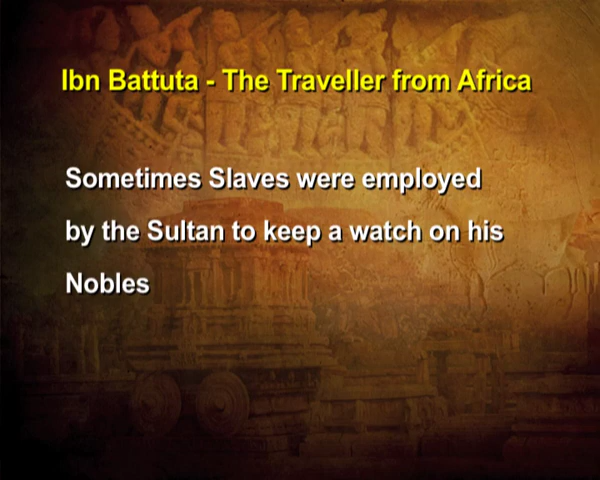 Ibn Battuta - The Traveller from Africa
Sometimes Slaves were employed
by the Sultan to keep a watch on his
Nobles